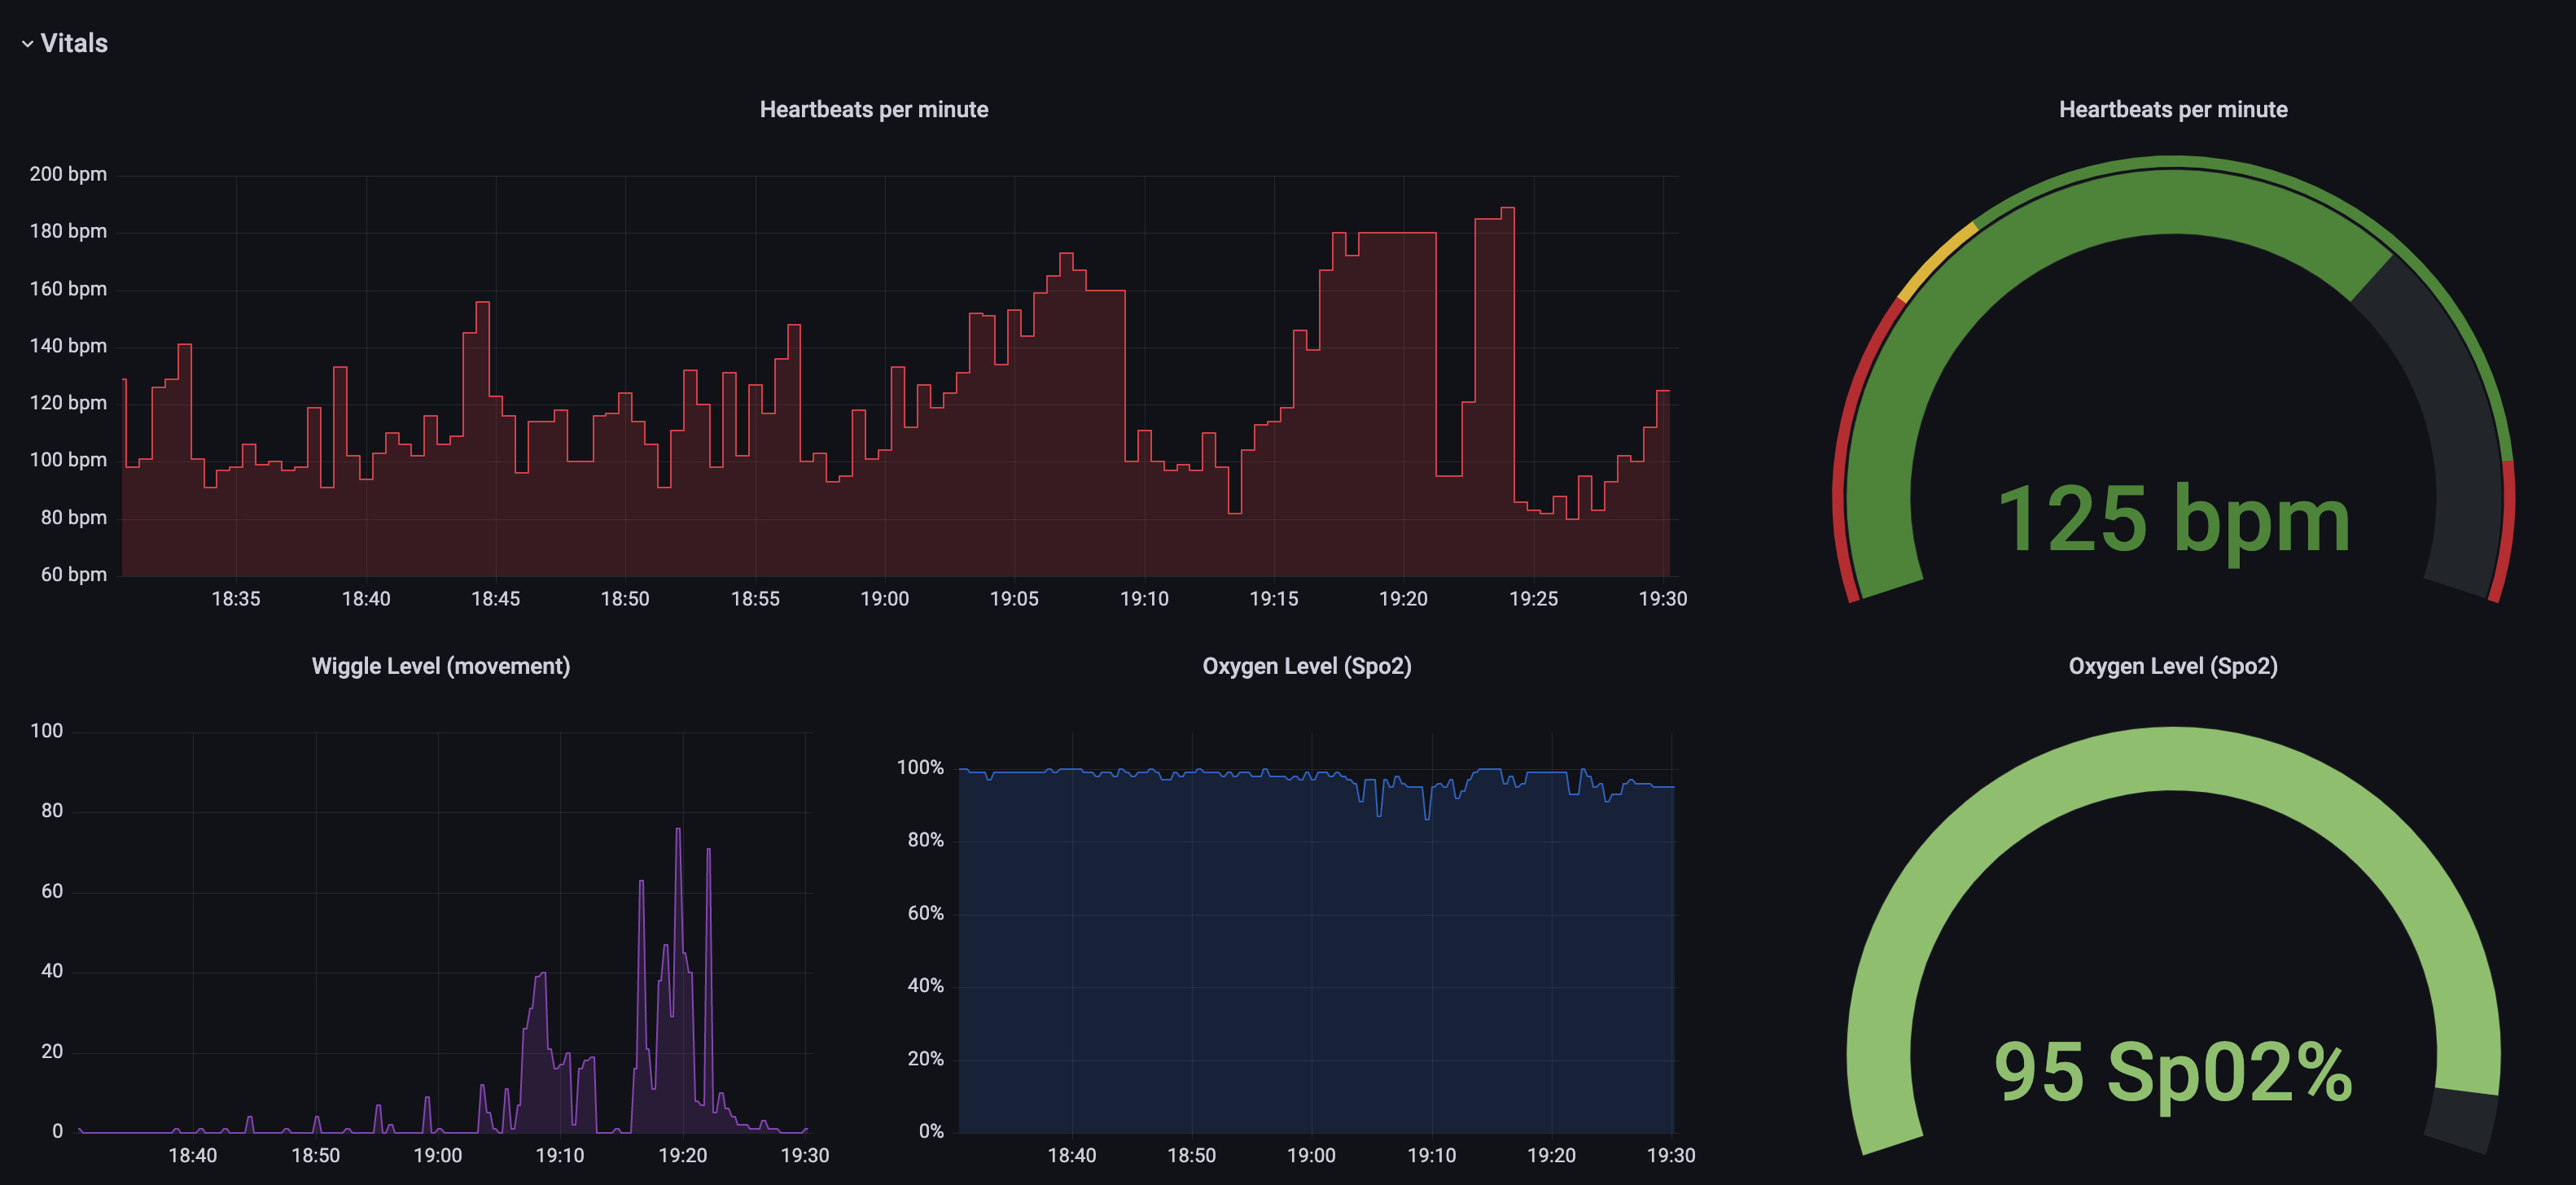 Vitals
Heartbeats per minute
200 bpm
180 bpm
160 bpm
140 bpm
120 bpm
100 bpm
80 bpm
60 bpm
18:35 18:40 18:45 18:50 18:55 19:00 19:05 19:10 19:15 19:20 19:25 19:30
Heartbeats per minute
125 bpm
Wiggle Level (movement)
100
80
60
40
20
0
18:40 18:50 19:00 19:10 19:20 19:30
Oxygen Level (Spo2)
100%
80%
60%
40%
20%
0%
18:40 18:50 19:00 19:10 19:20 19:30
Oxygen Level (Spo2)
95 Sp02%